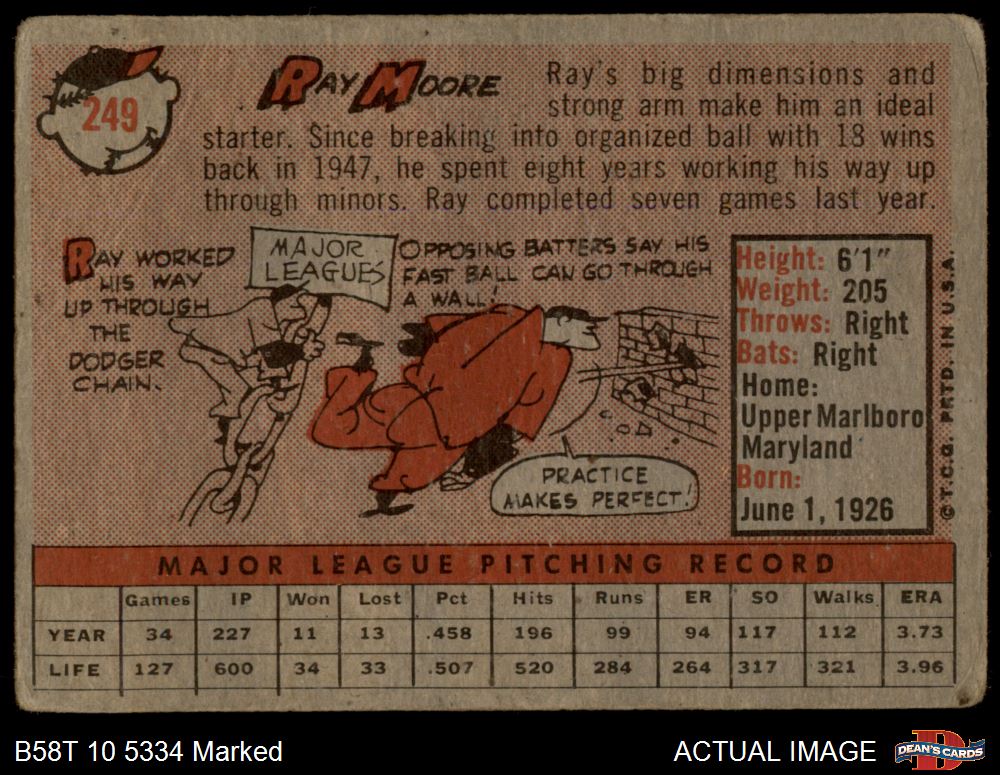 249
RAY MOORE
Ray's big dimensions and
strong arm make him an ideal
starter. Since breaking into organized ball with 18 wins
back in 1947, he spent eight years working his way up
through minors. Ray completed seven games last year.
RAY WORKED
HIS WAY
UP THROUGH
THE
DODGER
CHAIN.
MAJOR
LEAGUES
OPPOSING BATTERS SAY HIS
FAST BALL CAN GO THROUGH
A WALL!
PRACTICE
MAKES PERFECT!
Height: 6'1"
Weight: 205
Throws: Right
Bats: Right
Home:
Upper Marlboro
Maryland
Born:
June 1, 1926
©T.C.G. PRTD. IN U.S.A.
MAJOR LEAGUE PITCHING RECORD
Games IP Won Lost Pct Hits Runs ER SO Walks ERA
YEAR 34 227 11 13 .458 196 99 94 117 112 3.73
LIFE 127 600 34 33 .507 520 284 264 317 321 3.96
B58T 10 5334 Marked
ACTUAL IMAGE
D
DEAN'S CARDS